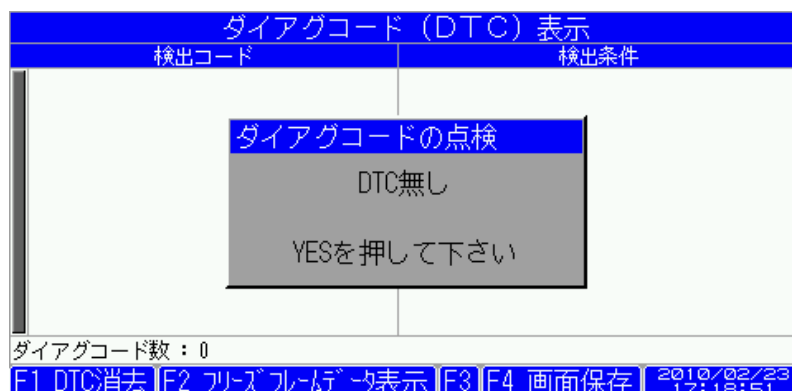 ダイアグコード（ＤＴＣ）表示
検出コード 検出条件
ダイアグコードの点検
DTC無し
YESを押して下さい
ダイアグコード数：0
F1 DTC消去 F2 ﾌﾘｰｽﾞﾌﾚｰﾑﾃﾞｰﾀ表示 F3 F4 画面保存 2010/02/23
17:18:51